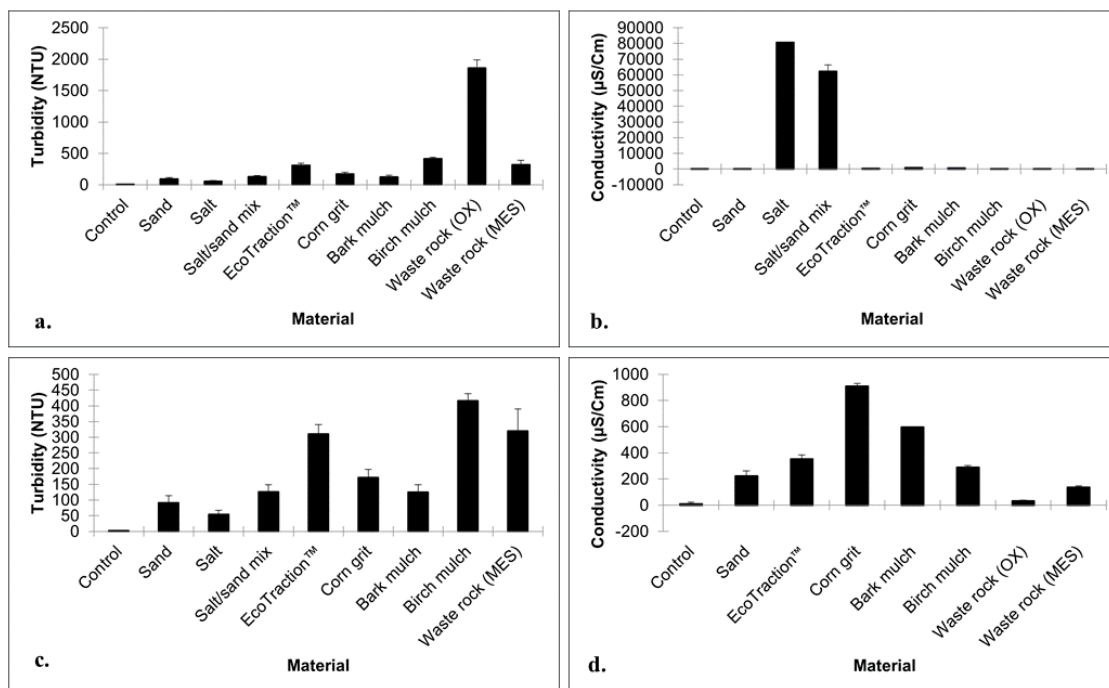 Turbidity (NTU)
2500
2000
1500
1000
500
0
Control
Sand
Salt
Salt/sand mix
EcoTraction™
Corn grit
Bark mulch
Birch mulch
Waste rock (OX)
Waste rock (MES)
Material
a.
Conductivity (µS/Cm)
90000
80000
70000
60000
50000
40000
30000
20000
10000
0
-10000
Control
Sand
Salt
Salt/sand mix
EcoTraction™
Corn grit
Bark mulch
Birch mulch
Waste rock (OX)
Waste rock (MES)
Material
b.
Turbidity (NTU)
500
450
400
350
300
250
200
150
100
50
0
Control
Sand
Salt
Salt/sand mix
EcoTraction™
Corn grit
Bark mulch
Birch mulch
Waste rock (MES)
Material
c.
Conductivity (µS/Cm)
1000
800
600
400
200
0
-200
Control
Sand
EcoTraction™
Corn grit
Bark mulch
Birch mulch
Waste rock (OX)
Waste rock (MES)
Material
d.